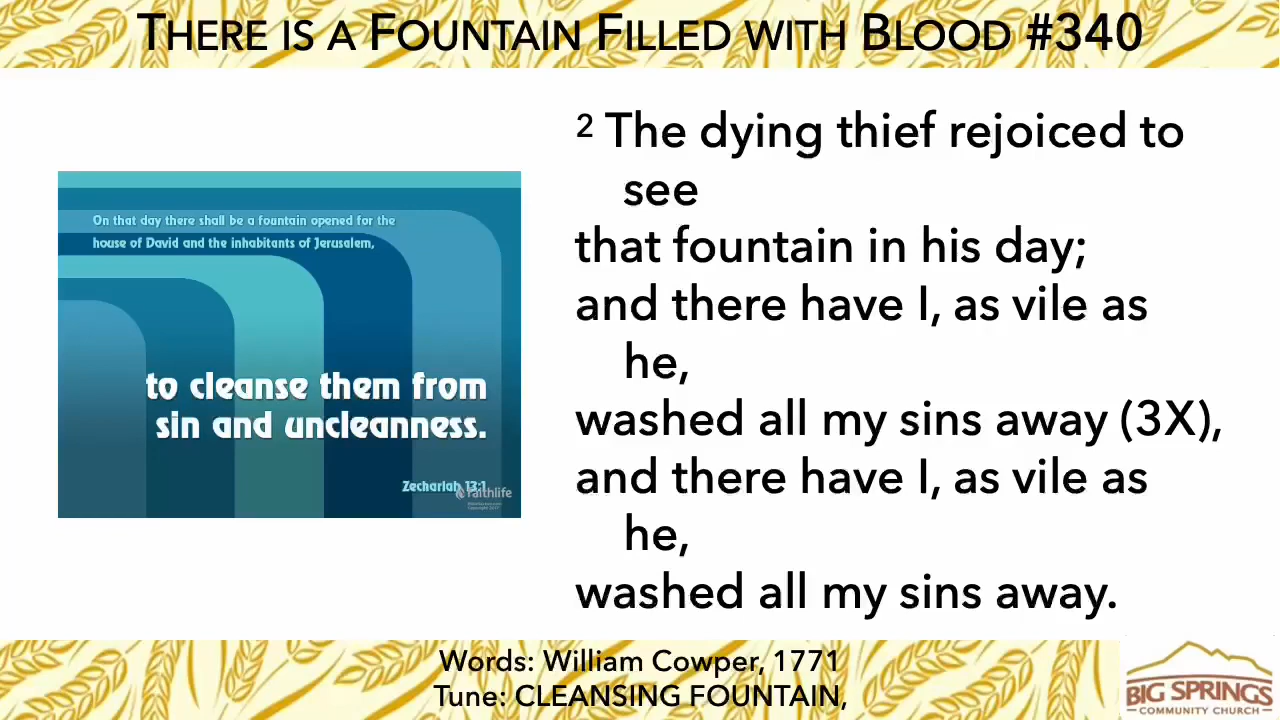 THERE IS A FOUNTAIN FILLED WITH BLOOD #340
On that day there shall be a fountain opened for the
house of David and the inhabitants of Jerusalem,
to cleanse them from
sin and uncleanness.
Zechariah 13:1
faithlife
2 The dying thief rejoiced to
see
that fountain in his day;
and there have I, as vile as
he,
washed all my sins away (3X),
and there have I, as vile as
he,
washed all my sins away.
Words: William Cowper, 1771
Tune: CLEANSING FOUNTAIN,
BIG SPRINGS
COMMUNITY CHURCH